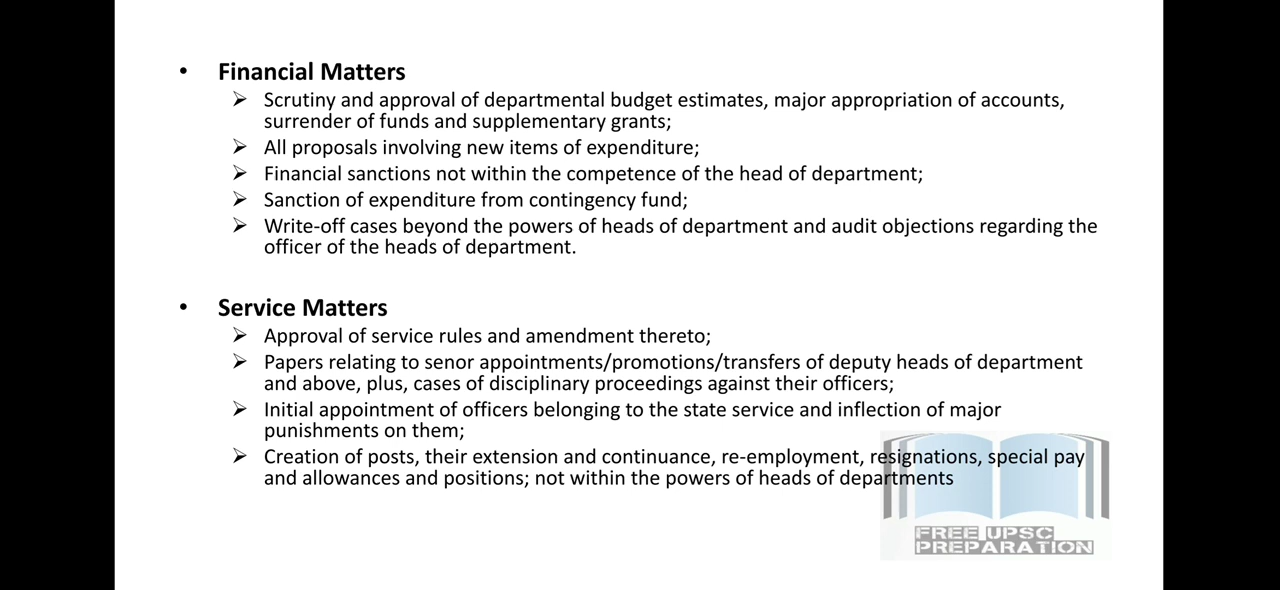 • Financial Matters
➢ Scrutiny and approval of departmental budget estimates, major appropriation of accounts,
surrender of funds and supplementary grants;
➢ All proposals involving new items of expenditure;
➢ Financial sanctions not within the competence of the head of department;
➢ Sanction of expenditure from contingency fund;
➢ Write-off cases beyond the powers of heads of department and audit objections regarding the
officer of the heads of department.
• Service Matters
➢ Approval of service rules and amendment thereto;
➢ Papers relating to senor appointments/promotions/transfers of deputy heads of department
and above, plus, cases of disciplinary proceedings against their officers;
➢ Initial appointment of officers belonging to the state service and inflection of major
punishments on them;
➢ Creation of posts, their extension and continuance, re-employment, resignations, special pay
and allowances and positions; not within the powers of heads of departments
FREE UPSC
PREPARATION